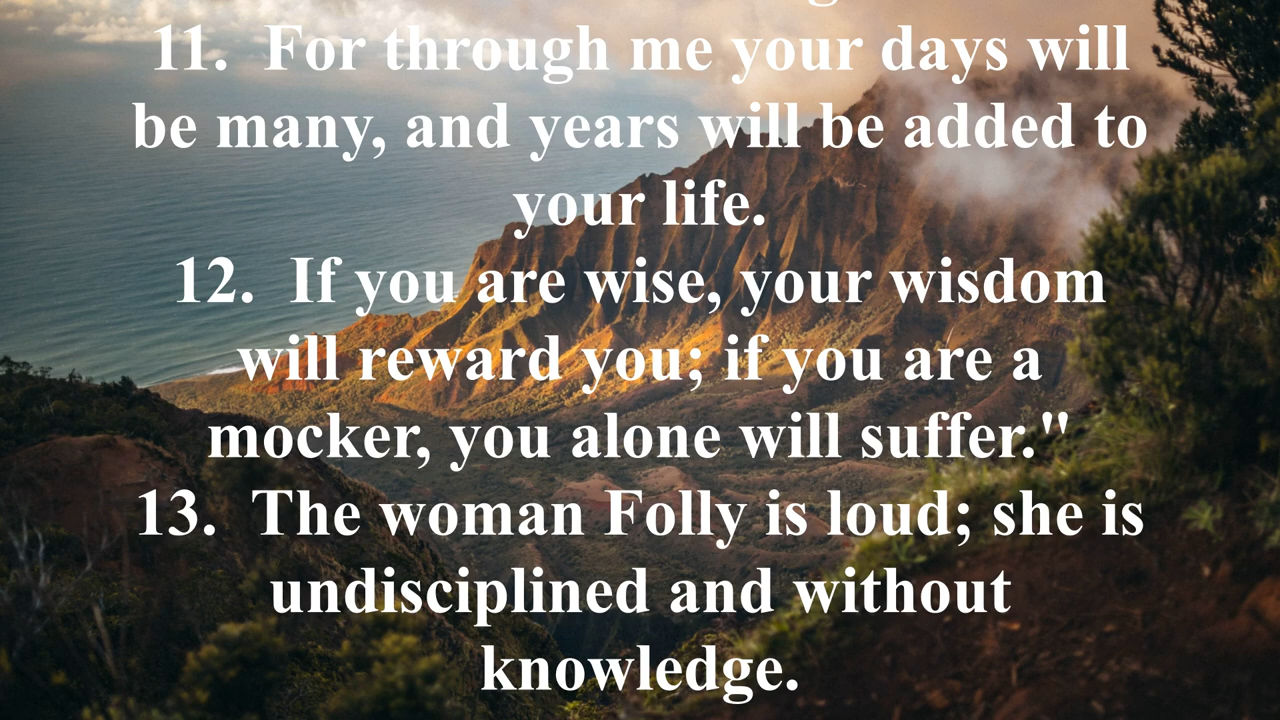 11.  For through me your days will
be many, and years will be added to
your life.
12.  If you are wise, your wisdom
will reward you; if you are a
mocker, you alone will suffer."
13.  The woman Folly is loud; she is
undisciplined and without
knowledge.